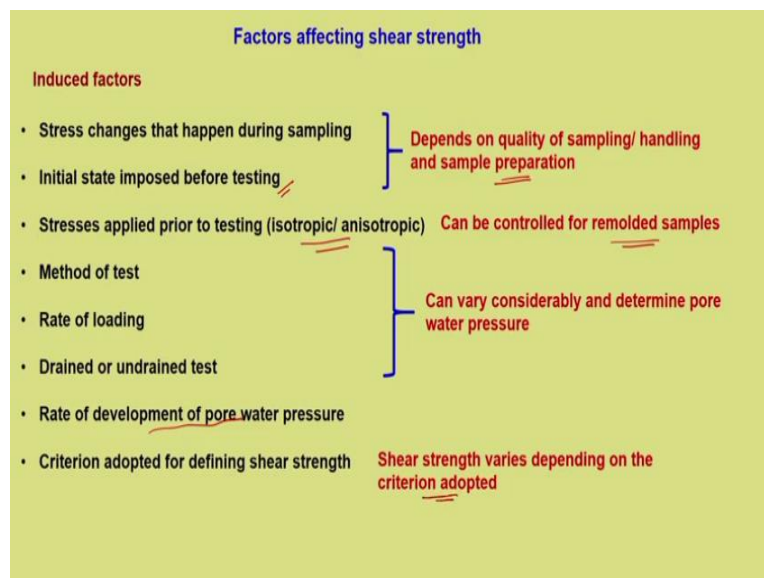 Factors affecting shear strength
Induced factors
• Stress changes that happen during sampling
• Initial state imposed before testing
Depends on quality of sampling/ handling
and sample preparation
• Stresses applied prior to testing (isotropic/ anisotropic) Can be controlled for remolded samples
• Method of test
• Rate of loading
• Drained or undrained test
Can vary considerably and determine pore
water pressure
• Rate of development of pore water pressure
• Criterion adopted for defining shear strength
Shear strength varies depending on the
criterion adopted